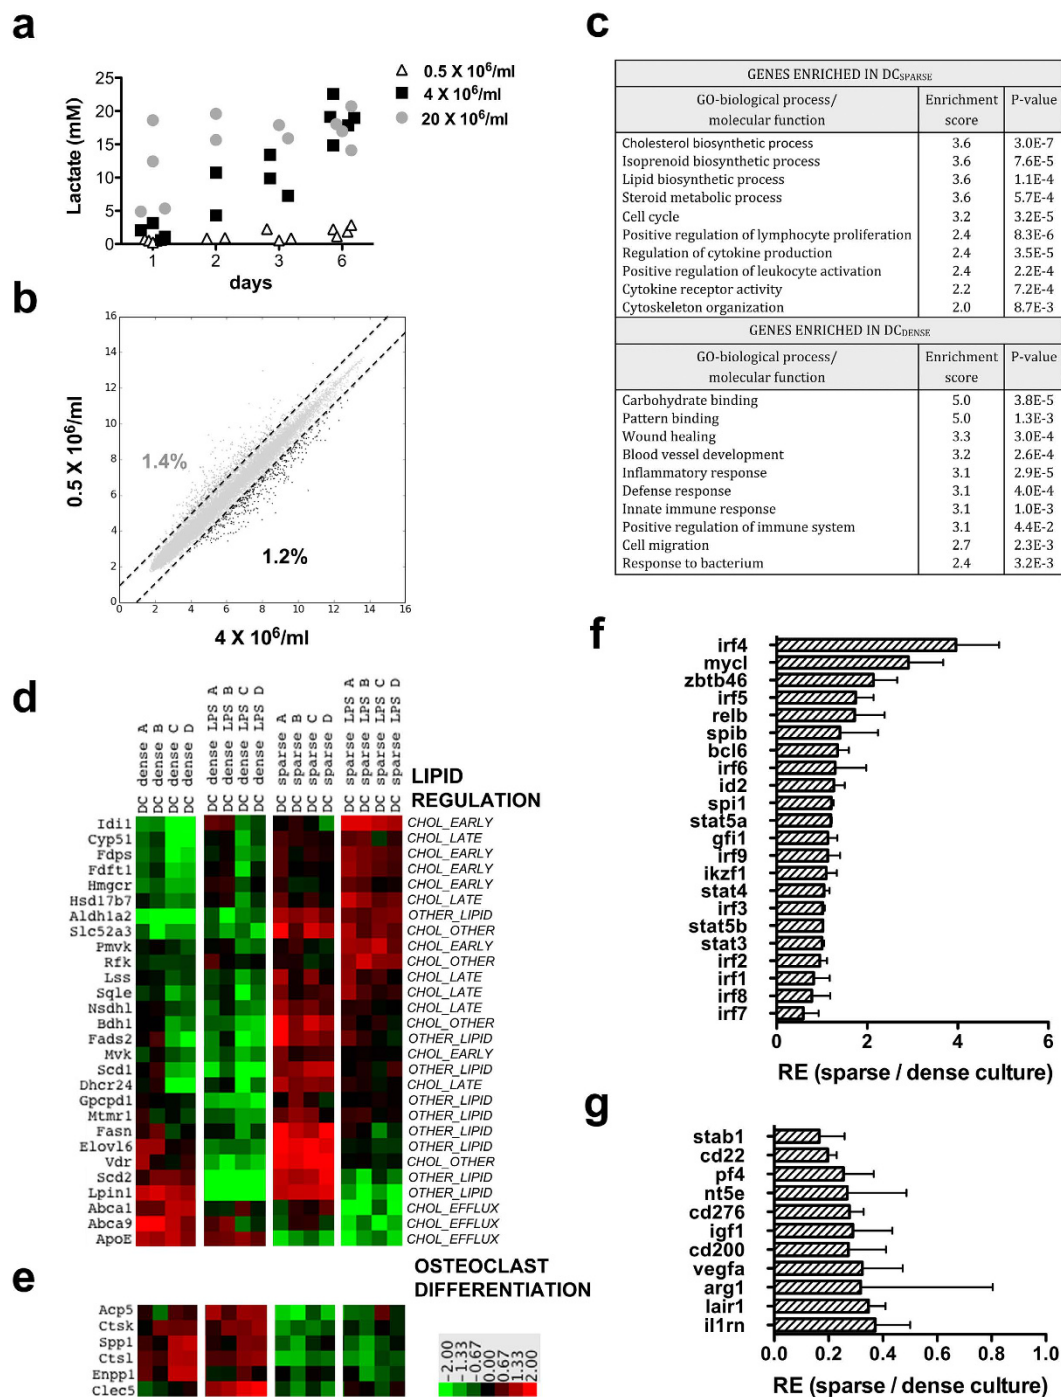 a
0.5 X 10⁶/ml
4 X 10⁶/ml
20 X 10⁶/ml
Lactate (mM)
25
20
15
10
5
0
1 2 3 6
days
b
0.5 X 10⁶/ml
16
14
12
10
8
6
4
2
0
1.4%
1.2%
0 2 4 6 8 10 12 14 16
4 X 10⁶/ml
c
GENES ENRICHED IN DCSPARSE
GO-biological process/ molecular function Enrichment score P-value
Cholesterol biosynthetic process 3.6 3.0E-7
Isoprenoid biosynthetic process 3.6 7.6E-5
Lipid biosynthetic process 3.6 1.1E-4
Steroid metabolic process 3.6 5.7E-4
Cell cycle 3.2 3.2E-5
Positive regulation of lymphocyte proliferation 2.4 8.3E-6
Regulation of cytokine production 2.4 3.5E-5
Positive regulation of leukocyte activation 2.4 2.2E-4
Cytokine receptor activity 2.2 7.2E-4
Cytoskeleton organization 2.0 8.7E-3
GENES ENRICHED IN DCDENSE
GO-biological process/ molecular function Enrichment score P-value
Carbohydrate binding 5.0 3.8E-5
Pattern binding 5.0 1.3E-3
Wound healing 3.3 3.0E-4
Blood vessel development 3.2 2.6E-4
Inflammatory response 3.1 2.9E-5
Defense response 3.1 4.0E-4
Innate immune response 3.1 1.0E-3
Positive regulation of immune system 3.1 4.4E-2
Cell migration 2.7 2.3E-3
Response to bacterium 2.4 3.2E-3
d
DC dense A
DC dense B
DC dense C
DC dense D
DC dense LPS A
DC dense LPS B
DC dense LPS C
DC dense LPS D
DC sparse A
DC sparse B
DC sparse C
DC sparse D
DC sparse LPS A
DC sparse LPS B
DC sparse LPS C
DC sparse LPS D
LIPID
REGULATION
Idi1 CHOL_EARLY
Cyp51 CHOL_LATE
Fdps CHOL_EARLY
Fdft1 CHOL_EARLY
Hmgcr CHOL_EARLY
Hsd17b7 CHOL_LATE
Aldh1a2 OTHER_LIPID
Slc52a3 CHOL_OTHER
Pmvk CHOL_EARLY
Rfk CHOL_OTHER
Lss CHOL_LATE
Sqle CHOL_LATE
Nsdhl CHOL_LATE
Bdh1 CHOL_OTHER
Fads2 OTHER_LIPID
Mvk CHOL_EARLY
Scd1 OTHER_LIPID
Dhcr24 CHOL_LATE
Gpcpd1 OTHER_LIPID
Mtmr1 OTHER_LIPID
Fasn OTHER_LIPID
Elovl6 OTHER_LIPID
Vdr CHOL_OTHER
Scd2 OTHER_LIPID
Lpin1 OTHER_LIPID
Abca1 CHOL_EFFLUX
Abca9 CHOL_EFFLUX
ApoE CHOL_EFFLUX
e
OSTEOCLAST
DIFFERENTIATION
Acp5
Ctsk
Spp1
Ctsl
Enpp1
Clec5
-2.00
-1.33
-0.67
0.00
0.67
1.33
2.00
f
irf4
mycl
zbtb46
irf5
relb
spib
bcl6
irf6
id2
spi1
stat5a
gfi1
irf9
ikzf1
stat4
irf3
stat5b
stat3
irf2
irf1
irf8
irf7
0 2 4 6
RE (sparse / dense culture)
g
stab1
cd22
pf4
nt5e
cd276
igf1
cd200
vegfa
arg1
lair1
il1rn
0.0 0.2 0.4 0.6 0.8 1.0
RE (sparse / dense culture)